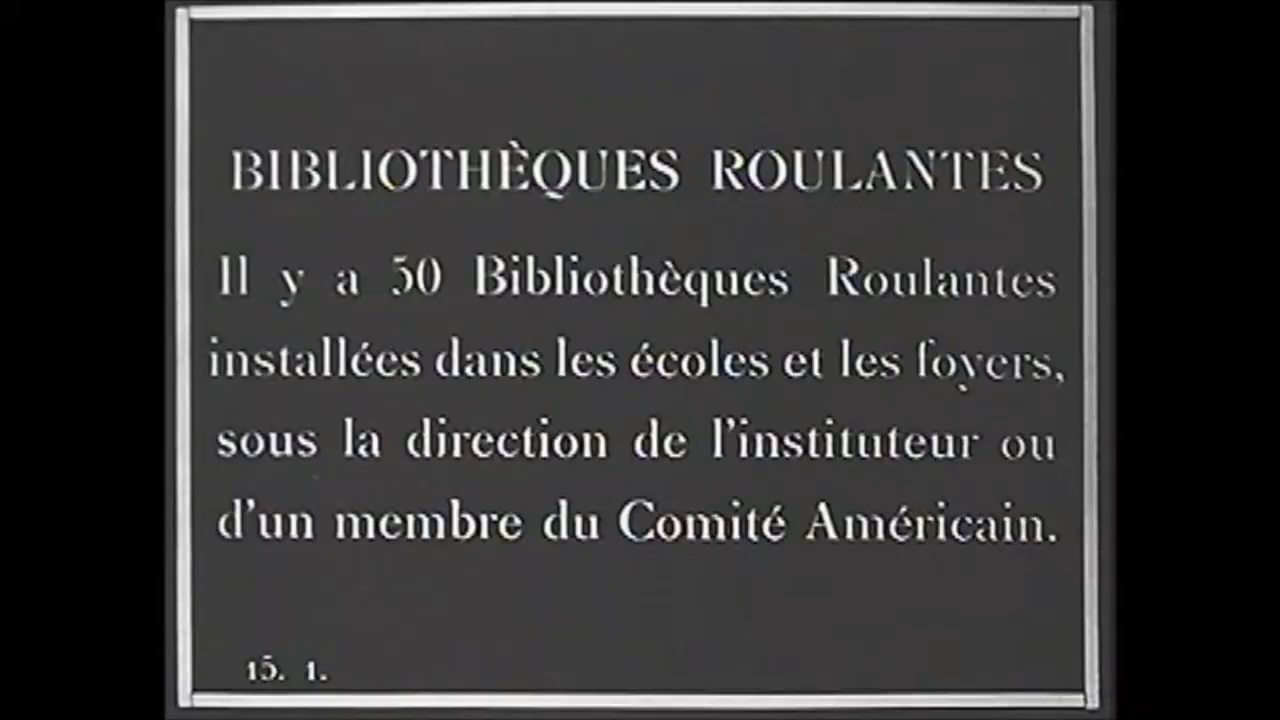 BIBLIOTHÈQUES ROULANTES
Il y a 50 Bibliothèques Roulantes
installées dans les écoles et les foyers,
sous la direction de l'instituteur ou
d'un membre du Comité Américain.
15. 1.